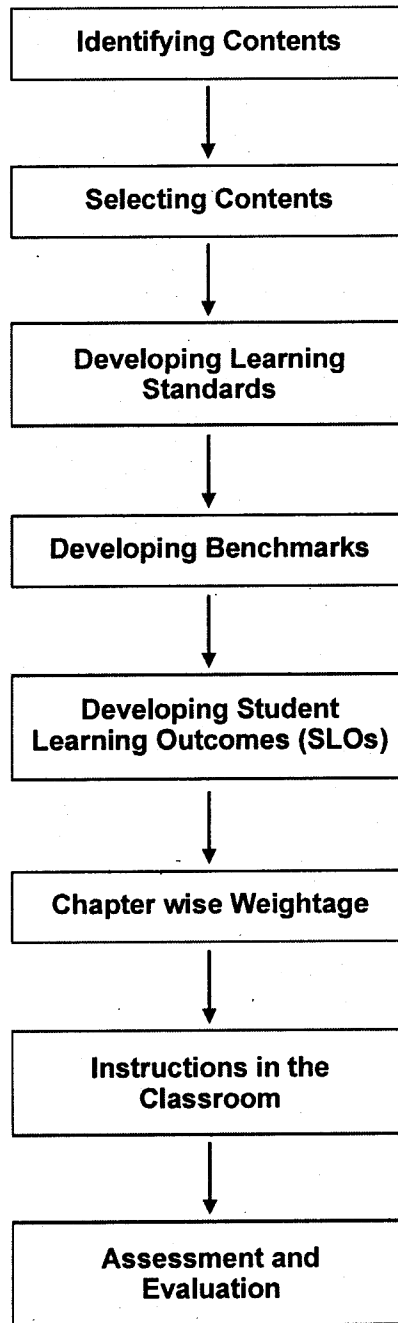 Identifying Contents
Selecting Contents
Developing Learning
Standards
Developing Benchmarks
Developing Student
Learning Outcomes (SLOs)
Chapter wise Weightage
Instructions in the
Classroom
Assessment and
Evaluation